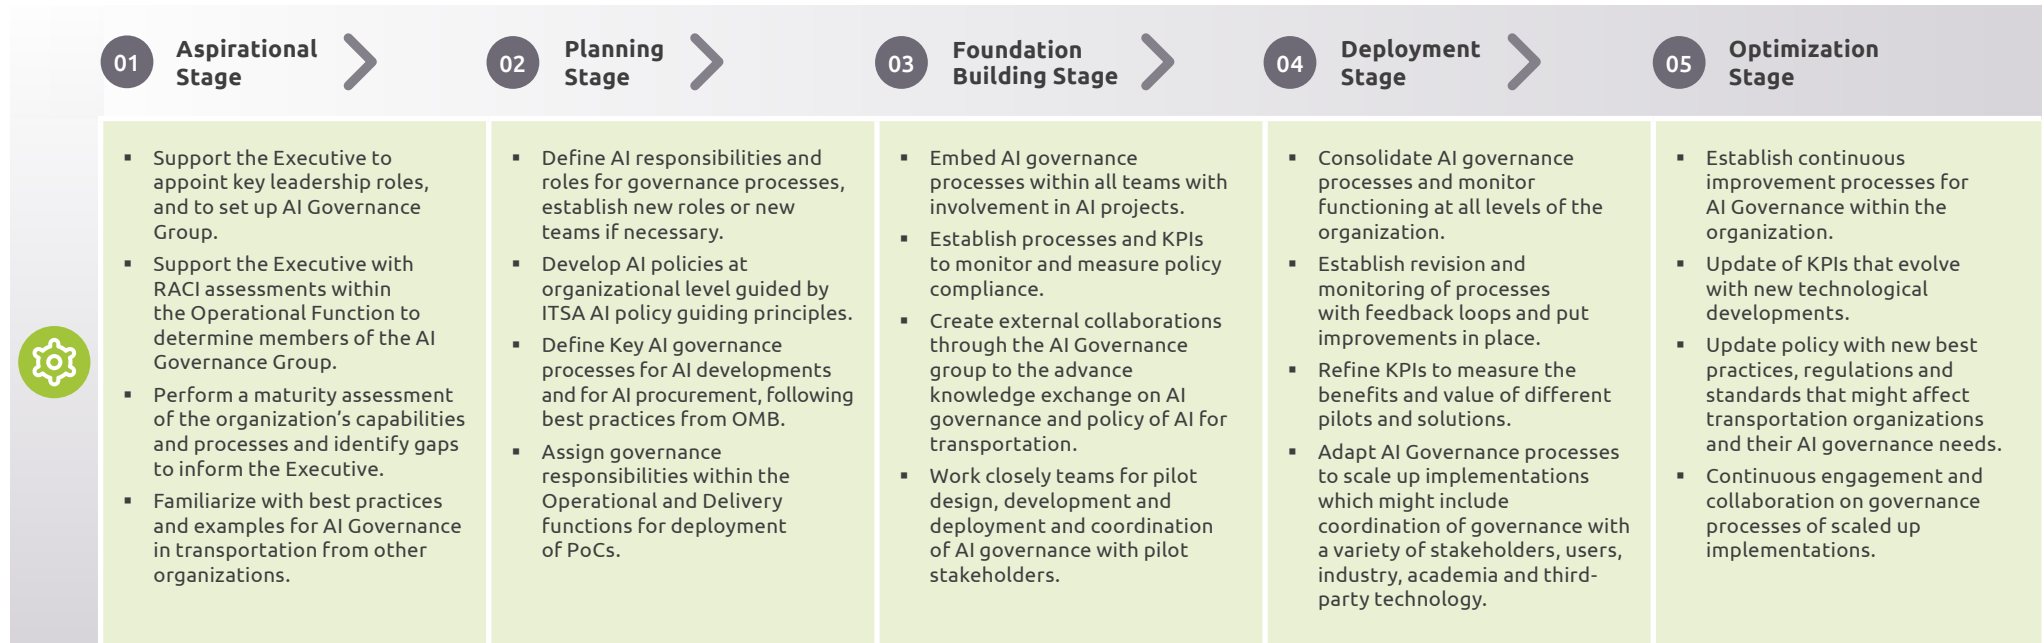 01
Aspirational
Stage
02
Planning
Stage
03
Foundation
Building Stage
04
Deployment
Stage
05
Optimization
Stage
▪ Support the Executive to
appoint key leadership roles,
and to set up AI Governance
Group.
▪ Support the Executive with
RACI assessments within
the Operational Function to
determine members of the AI
Governance Group.
▪ Perform a maturity assessment
of the organization’s capabilities
and processes and identify gaps
to inform the Executive.
▪ Familiarize with best practices
and examples for AI Governance
in transportation from other
organizations.
▪ Define AI responsibilities and
roles for governance processes,
establish new roles or new
teams if necessary.
▪ Develop AI policies at
organizational level guided by
ITSA AI policy guiding principles.
▪ Define Key AI governance
processes for AI developments
and for AI procurement, following
best practices from OMB.
▪ Assign governance
responsibilities within the
Operational and Delivery
functions for deployment
of PoCs.
▪ Embed AI governance
processes within all teams with
involvement in AI projects.
▪ Establish processes and KPIs
to monitor and measure policy
compliance.
▪ Create external collaborations
through the AI Governance
group to the advance
knowledge exchange on AI
governance and policy of AI for
transportation.
▪ Work closely teams for pilot
design, development and
deployment and coordination
of AI governance with pilot
stakeholders.
▪ Consolidate AI governance
processes and monitor
functioning at all levels of the
organization.
▪ Establish revision and
monitoring of processes
with feedback loops and put
improvements in place.
▪ Refine KPIs to measure the
benefits and value of different
pilots and solutions.
▪ Adapt AI Governance processes
to scale up implementations
which might include
coordination of governance with
a variety of stakeholders, users,
industry, academia and third-
party technology.
▪ Establish continuous
improvement processes for
AI Governance within the
organization.
▪ Update of KPIs that evolve
with new technological
developments.
▪ Update policy with new best
practices, regulations and
standards that might affect
transportation organizations
and their AI governance needs.
▪ Continuous engagement and
collaboration on governance
processes of scaled up
implementations.